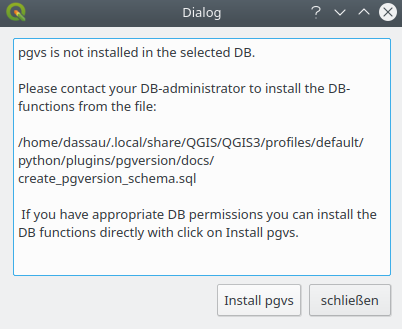 Dialog
pgvs is not installed in the selected DB.
Please contact your DB-administrator to install the DB-
functions from the file:
/home/dassau/.local/share/QGIS/QGIS3/profiles/default/
python/plugins/pgversion/docs/
create_pgversion_schema.sql
If you have appropriate DB permissions you can install the
DB functions directly with click on Install pgvs.
Install pgvs
schließen